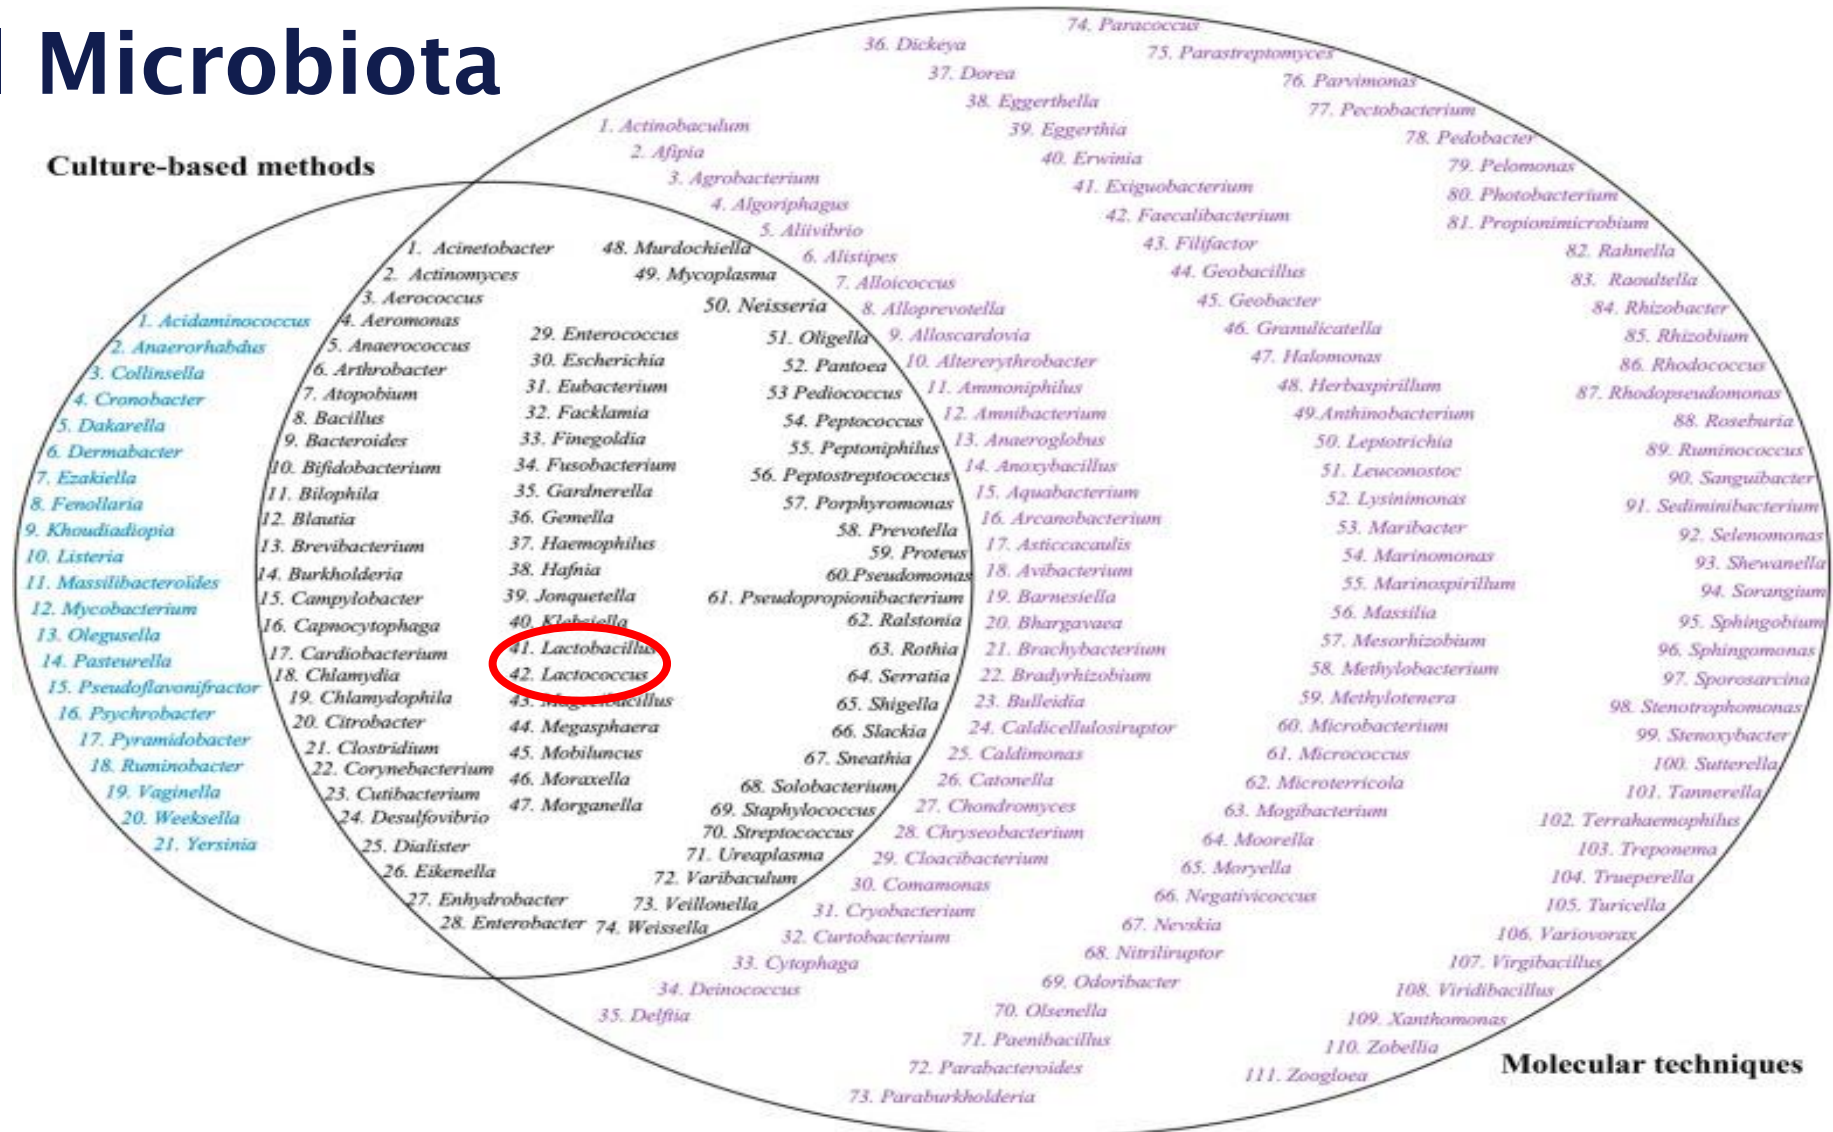 l Microbiota
Culture-based methods
1. Acidaminococcus
2. Anaerorhabdus
3. Collinsella
4. Cronobacter
5. Dakarella
6. Dermabacter
7. Ezakiella
8. Fenollaria
9. Khoudiadiopia
10. Listeria
11. Massilibacteroïdes
12. Mycobacterium
13. Olegusella
14. Pasteurella
15. Pseudoflavonifractor
16. Psychrobacter
17. Pyramidobacter
18. Ruminobacter
19. Vaginella
20. Weeksella
21. Yersinia
1. Acinetobacter
2. Actinomyces
3. Aerococcus
4. Aeromonas
5. Anaerococcus
6. Arthrobacter
7. Atopobium
8. Bacillus
9. Bacteroides
10. Bifidobacterium
11. Bilophila
12. Blautia
13. Brevibacterium
14. Burkholderia
15. Campylobacter
16. Capnocytophaga
17. Cardiobacterium
18. Chlamydia
19. Chlamydophila
20. Citrobacter
21. Clostridium
22. Corynebacterium
23. Cutibacterium
24. Desulfovibrio
25. Dialister
26. Eikenella
27. Enhydrobacter
28. Enterobacter
29. Enterococcus
30. Escherichia
31. Eubacterium
32. Facklamia
33. Finegoldia
34. Fusobacterium
35. Gardnerella
36. Gemella
37. Haemophilus
38. Hafnia
39. Jonquetella
40. Klebsiella
41. Lactobacillus
42. Lactococcus
43. Mageeibacillus
44. Megasphaera
45. Mobiluncus
46. Moraxella
47. Morganella
48. Murdochiella
49. Mycoplasma
50. Neisseria
51. Oligella
52. Pantoea
53 Pediococcus
54. Peptococcus
55. Peptoniphilus
56. Peptostreptococcus
57. Porphyromonas
58. Prevotella
59. Proteus
60.Pseudomonas
61. Pseudopropionibacterium
62. Ralstonia
63. Rothia
64. Serratia
65. Shigella
66. Slackia
67. Sneathia
68. Solobacterium
69. Staphylococcus
70. Streptococcus
71. Ureaplasma
72. Varibaculum
73. Veillonella
74. Weissella
1. Actinobaculum
2. Afipia
3. Agrobacterium
4. Algoriphagus
5. Aliivibrio
6. Alistipes
7. Alloicoccus
8. Alloprevotella
9. Alloscardovia
10. Altererythrobacter
11. Ammoniphilus
12. Amnibacterium
13. Anaeroglobus
14. Anoxybacillus
15. Aquabacterium
16. Arcanobacterium
17. Asticcacaulis
18. Avibacterium
19. Barnesiella
20. Bhargavaea
21. Brachybacterium
22. Bradyrhizobium
23. Bulleidia
24. Caldicellulosiruptor
25. Caldimonas
26. Catonella
27. Chondromyces
28. Chryseobacterium
29. Cloacibacterium
30. Comamonas
31. Cryobacterium
32. Curtobacterium
33. Cytophaga
34. Deinococcus
35. Delftia
36. Dickeya
37. Dorea
38. Eggerthella
39. Eggerthia
40. Erwinia
41. Exiguobacterium
42. Faecalibacterium
43. Filifactor
44. Geobacillus
45. Geobacter
46. Granulicatella
47. Halomonas
48. Herbaspirillum
49.Anthinobacterium
50. Leptotrichia
51. Leuconostoc
52. Lysinimonas
53. Maribacter
54. Marinomonas
55. Marinospirillum
56. Massilia
57. Mesorhizobium
58. Methylobacterium
59. Methylotenera
60. Microbacterium
61. Micrococcus
62. Microterricola
63. Mogibacterium
64. Moorella
65. Moryella
66. Negativicoccus
67. Nevskia
68. Nitriliruptor
69. Odoribacter
70. Olsenella
71. Paenibacillus
72. Parabacteroides
73. Paraburkholderia
74. Paracoccus
75. Parastreptomyces
76. Parvimonas
77. Pectobacterium
78. Pedobacter
79. Pelomonas
80. Photobacterium
81. Propionimicrobium
82. Rahnella
83. Raoultella
84. Rhizobacter
85. Rhizobium
86. Rhodococcus
87. Rhodopseudomonas
88. Roseburia
89. Ruminococcus
90. Sanguibacter
91. Sediminibacterium
92. Selenomonas
93. Shewanella
94. Sorangium
95. Sphingobium
96. Sphingomonas
97. Sporosarcina
98. Stenotrophomonas
99. Stenoxybacter
100. Sutterella
101. Tannerella
102. Terrahaemophilus
103. Treponema
104. Trueperella
105. Turicella
106. Variovorax
107. Virgibacillus
108. Viridibacillus
109. Xanthomonas
110. Zobellia
111. Zoogloea
Molecular techniques